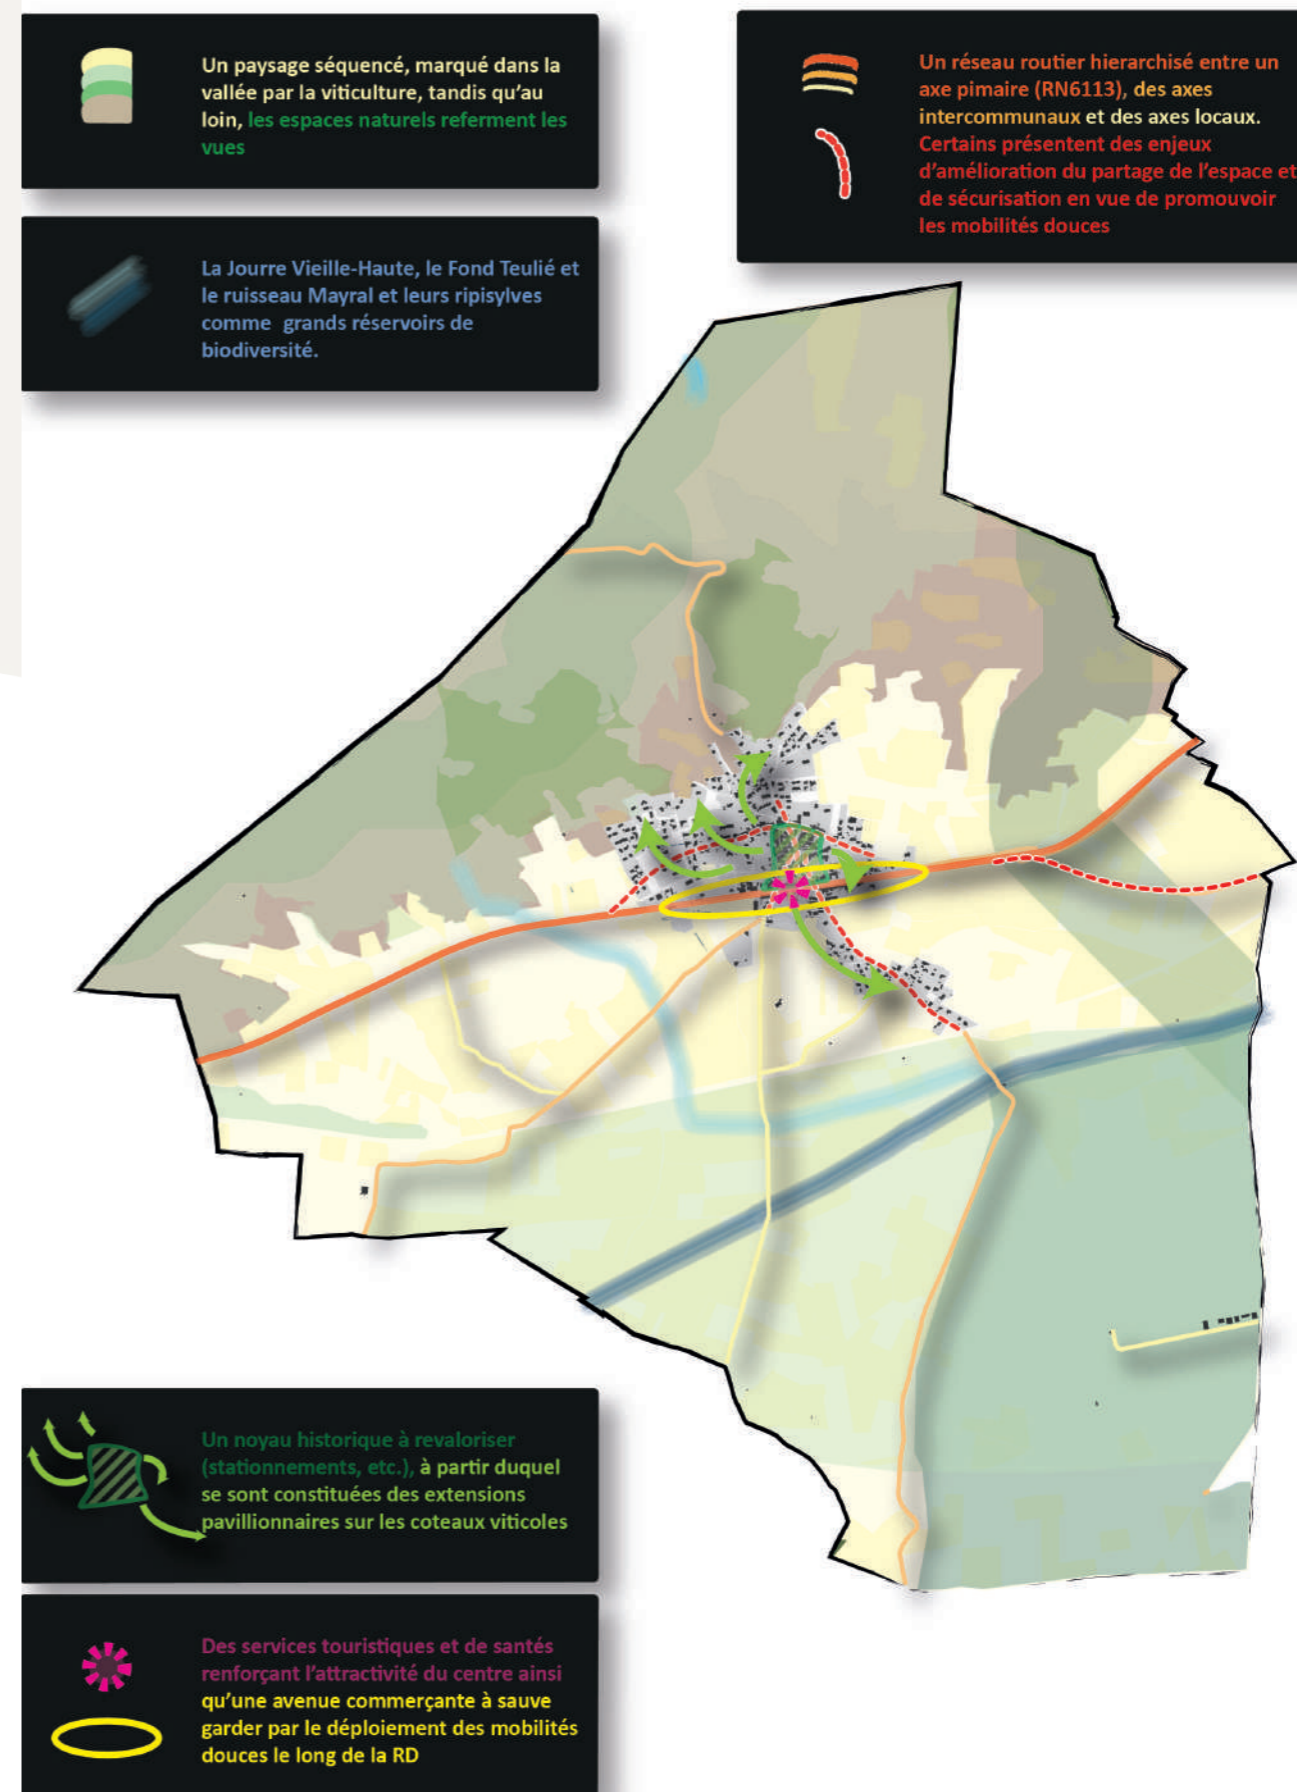 Un paysage séquencé, marqué dans la
vallée par la viticulture, tandis qu'au
loin, les espaces naturels referment les
vues
La Jourre Vieille-Haute, le Fond Teulié et
le ruisseau Mayral et leurs ripisylves
comme grands réservoirs de
biodiversité.
Un réseau routier hierarchisé entre un
axe pimaire (RN6113), des axes
intercommunaux et des axes locaux.
Certains présentent des enjeux
d'amélioration du partage de l'espace et
de sécurisation en vue de promouvoir
les mobilités douces
Un noyau historique à revaloriser
(stationnements, etc.), à partir duquel
se sont constituées des extensions
pavillionnaires sur les coteaux viticoles
Des services touristiques et de santés
renforçant l'attractivité du centre ainsi
qu'une avenue commerçante à sauve
garder par le déploiement des mobilités
douces le long de la RD